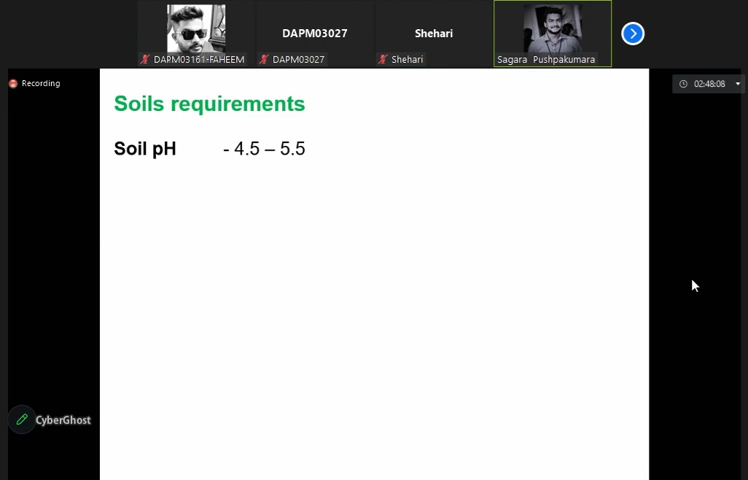 DAPM03161-FAHEEM
DAPM03027
DAPM03027
Shehari
Shehari
Sagara Pushpakumara
Recording
02:48:08
Soils requirements
Soil pH - 4.5 – 5.5
CyberGhost